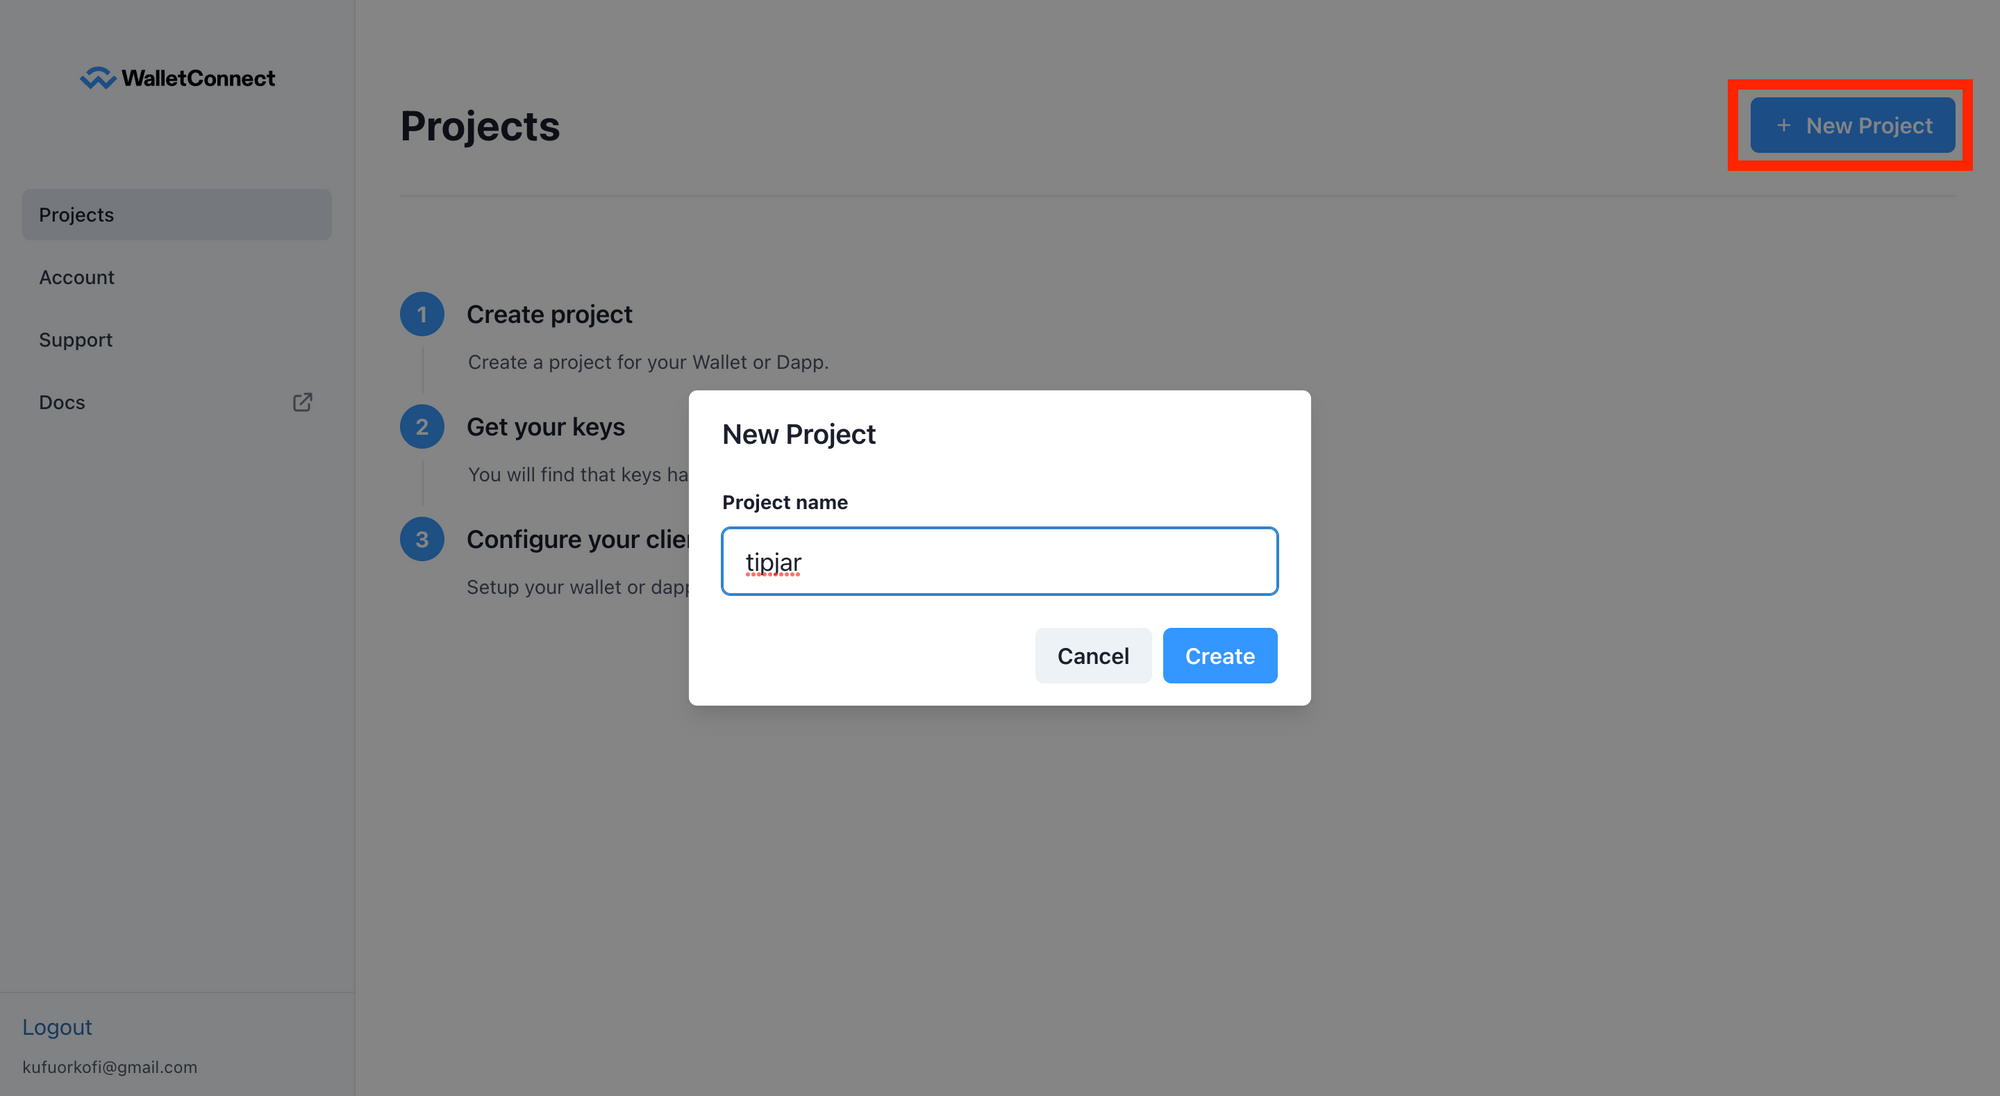 WalletConnect
Projects
Account
Support
Docs
Logout
kufuorkofi@gmail.com
Projects
+ New Project
1 Create project
Create a project for your Wallet or Dapp.
2 Get your keys
You will find that keys ha
3 Configure your clie
Setup your wallet or dap
New Project
Project name
tipjar
Cancel
Create